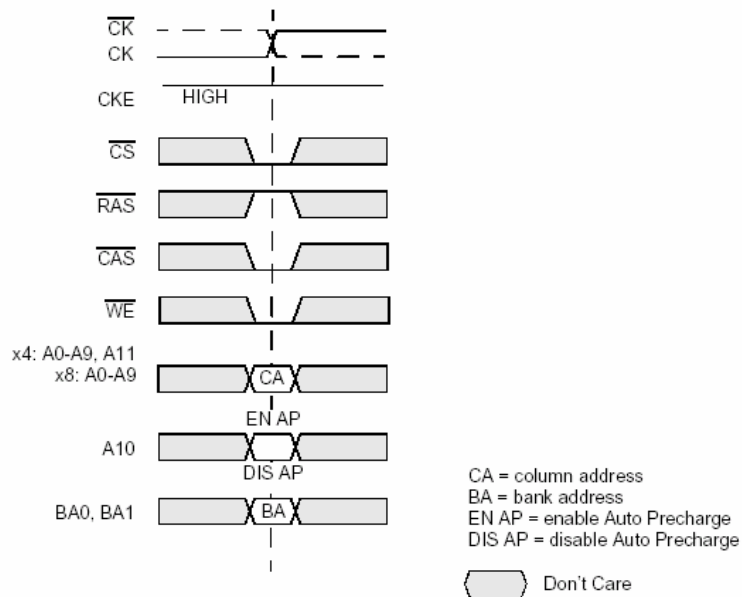 CK
CK
CKE HIGH
CS
RAS
CAS
WE
x4: A0-A9, A11
x8: A0-A9 CA
EN AP
A10
DIS AP
BA0, BA1 BA
CA = column address
BA = bank address
EN AP = enable Auto Precharge
DIS AP = disable Auto Precharge
Don't Care